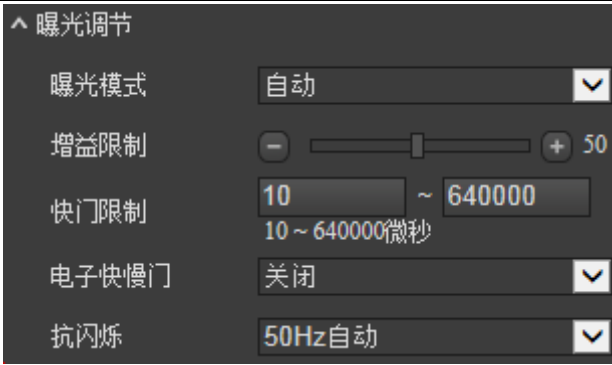 曝光调节
曝光模式 自动
增益限制 50
快门限制 10 ~ 640000
10 ~ 640000微秒
电子快慢门 关闭
抗闪烁 50Hz自动